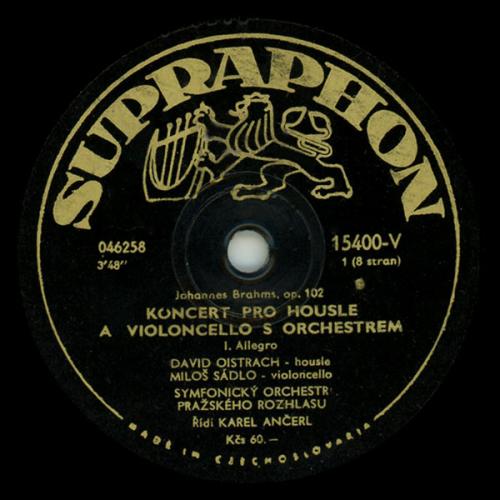 SUPRAPHON
046258
3'48''
15400-V
1 (8 stran)
Johannes Brahms, op. 102
KONCERT PRO HOUSLE
A VIOLONCELLO S ORCHESTREM
I. Allegro
DAVID OISTRACH - housle
MILOŠ SÁDLO - violoncello
SYMFONICKÝ ORCHESTR
PRAŽSKÉHO ROZHLASU
Řídí KAREL ANČERL
Kčs 60.—
MADE IN CZECHOSLOVAKIA